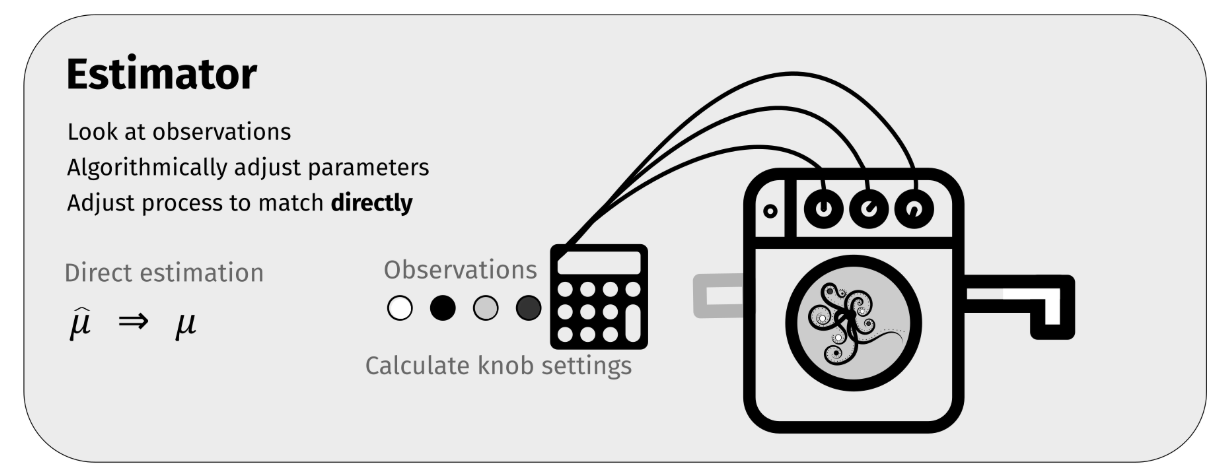 Estimator
Look at observations
Algorithmically adjust parameters
Adjust process to match directly
Direct estimation
μ̂ ⇒ μ
Observations
Calculate knob settings